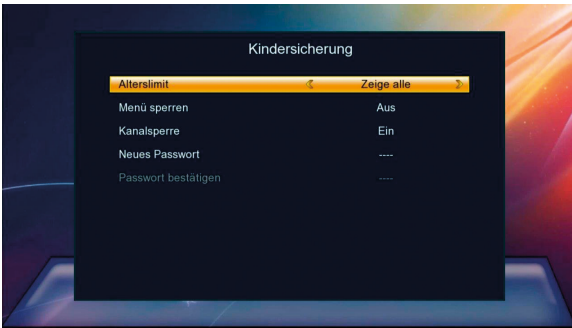 Kindersicherung
Alterslimit Zeige alle
Menü sperren Aus
Kanalsperre Ein
Neues Passwort ----
Passwort bestätigen ----